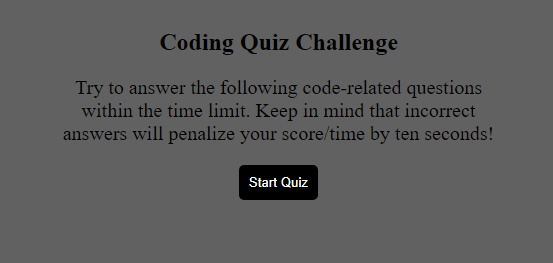 Coding Quiz Challenge
Try to answer the following code-related questions
within the time limit. Keep in mind that incorrect
answers will penalize your score/time by ten seconds!
Start Quiz